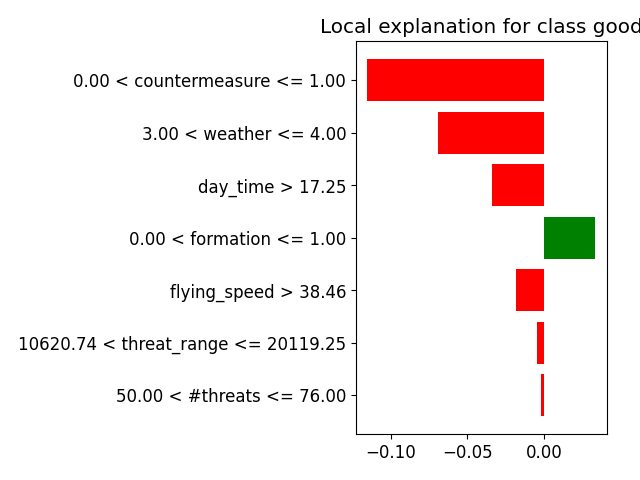 Local explanation for class good
0.00 < countermeasure <= 1.00
3.00 < weather <= 4.00
day_time > 17.25
0.00 < formation <= 1.00
flying_speed > 38.46
10620.74 < threat_range <= 20119.25
50.00 < #threats <= 76.00
−0.10 −0.05 0.00